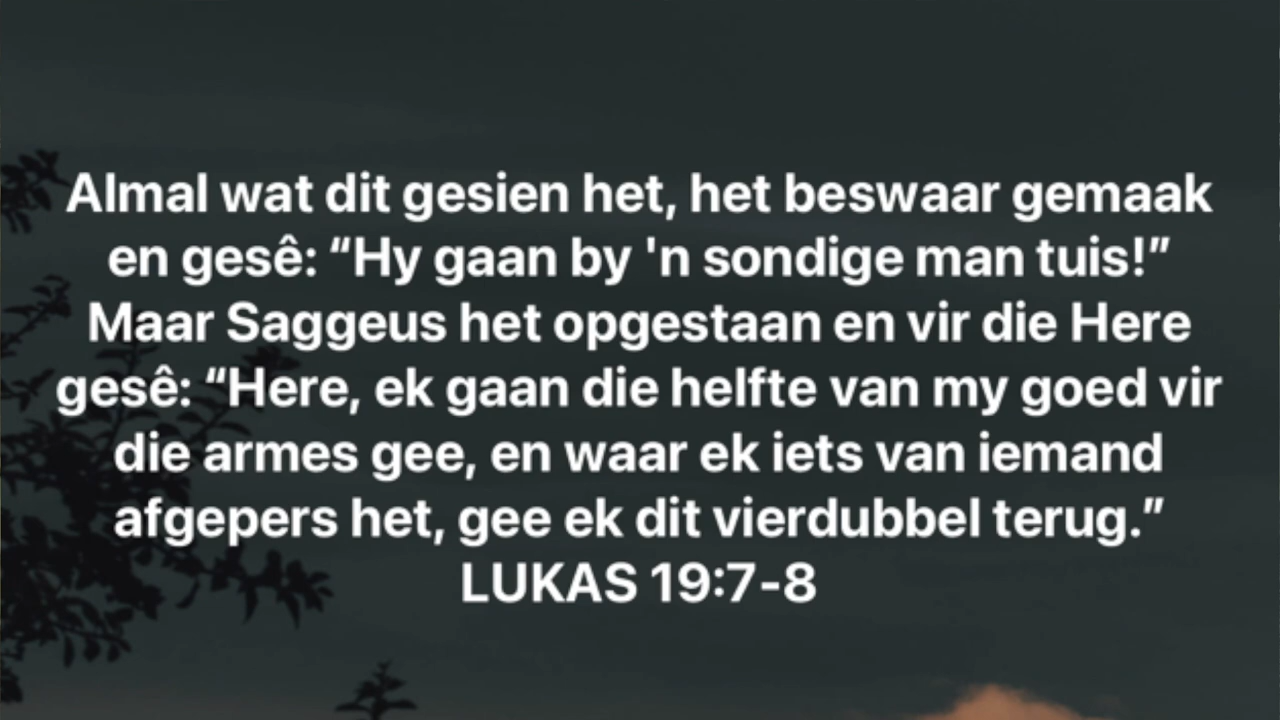 Almal wat dit gesien het, het beswaar gemaak
en gesê: “Hy gaan by 'n sondige man tuis!”
Maar Saggeus het opgestaan en vir die Here
gesê: “Here, ek gaan die helfte van my goed vir
die armes gee, en waar ek iets van iemand
afgepers het, gee ek dit vierdubbel terug.”
LUKAS 19:7-8